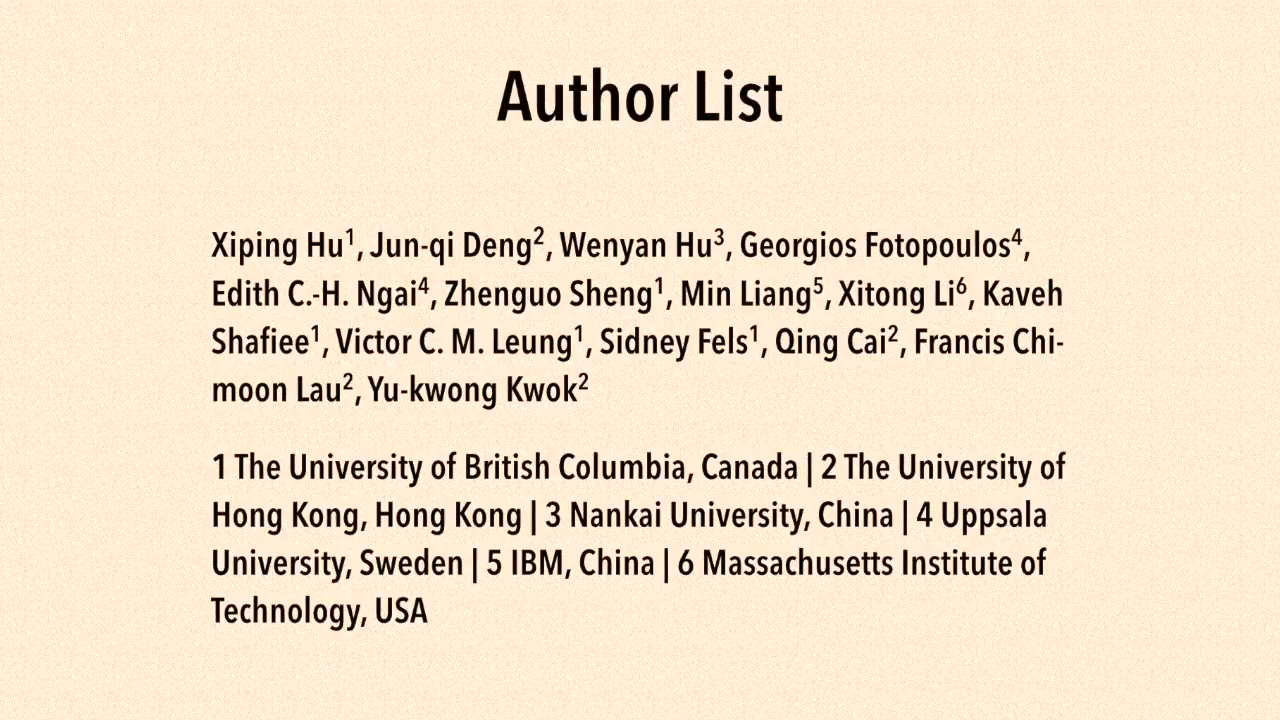 Author List
Xiping Hu¹, Jun-qi Deng², Wenyan Hu³, Georgios Fotopoulos⁴,
Edith C.-H. Ngai⁴, Zhenguo Sheng¹, Min Liang⁵, Xitong Li⁶, Kaveh
Shafiee¹, Victor C. M. Leung¹, Sidney Fels¹, Qing Cai², Francis Chi-
moon Lau², Yu-kwong Kwok²
1 The University of British Columbia, Canada | 2 The University of
Hong Kong, Hong Kong | 3 Nankai University, China | 4 Uppsala
University, Sweden | 5 IBM, China | 6 Massachusetts Institute of
Technology, USA